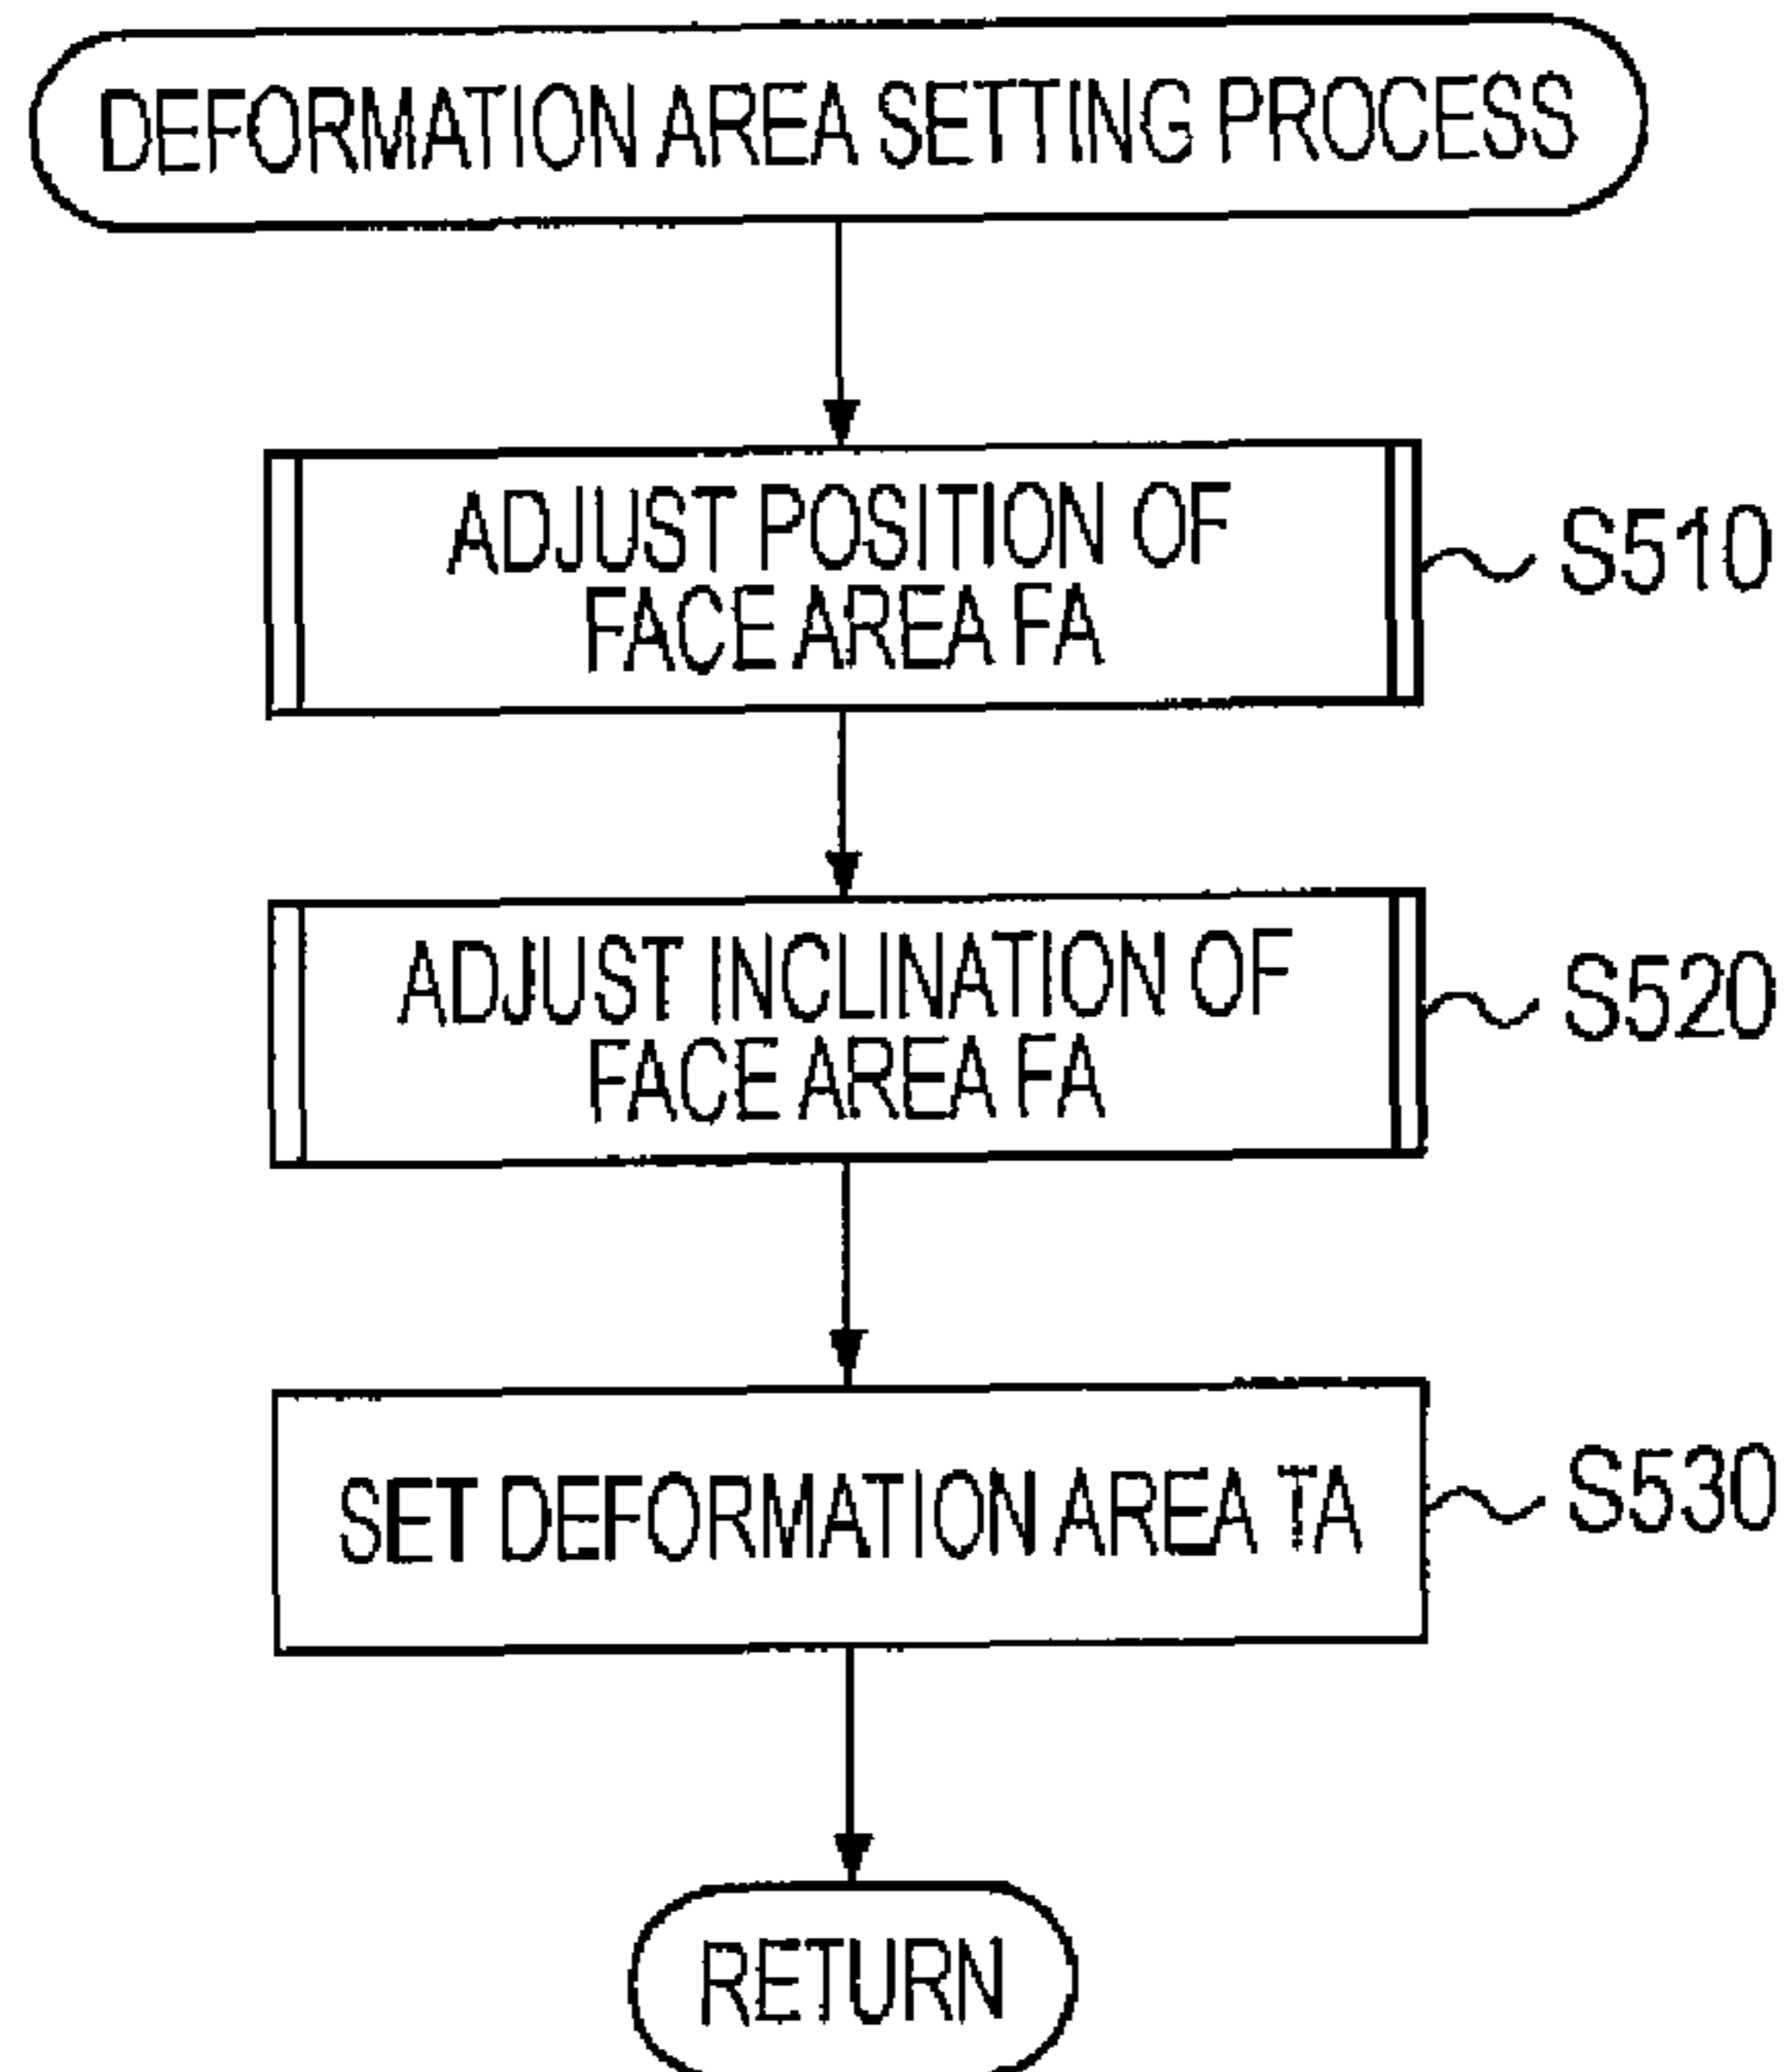 DEFORMATION AREA SETTING PROCESS
ADJUST POSITION OF
FACE AREA FA
S510
ADJUST INCLINATION OF
FACE AREA FA
S520
SET DEFORMATION AREA TA
S530
RETURN